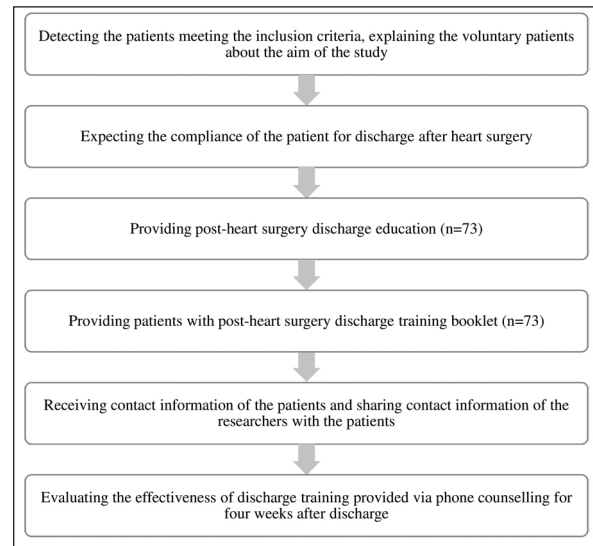 Detecting the patients meeting the inclusion criteria, explaining the voluntary patients
about the aim of the study
Expecting the compliance of the patient for discharge after heart surgery
Providing post-heart surgery discharge education (n=73)
Providing patients with post-heart surgery discharge training booklet (n=73)
Receiving contact information of the patients and sharing contact information of the
researchers with the patients
Evaluating the effectiveness of discharge training provided via phone counselling for
four weeks after discharge